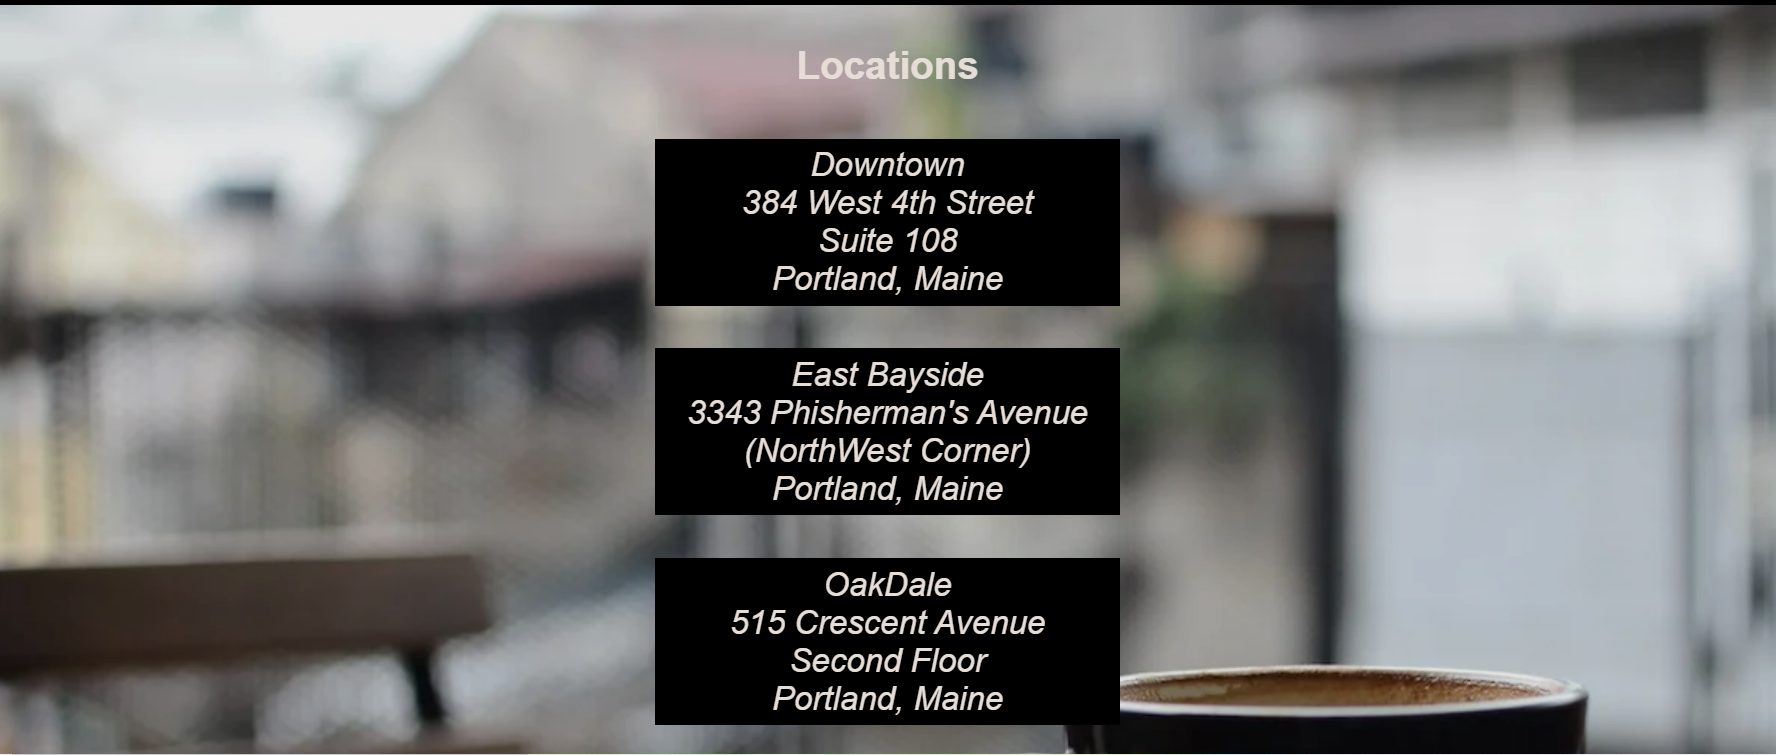 Locations
Downtown
384 West 4th Street
Suite 108
Portland, Maine
East Bayside
3343 Phisherman's Avenue
(NorthWest Corner)
Portland, Maine
OakDale
515 Crescent Avenue
Second Floor
Portland, Maine